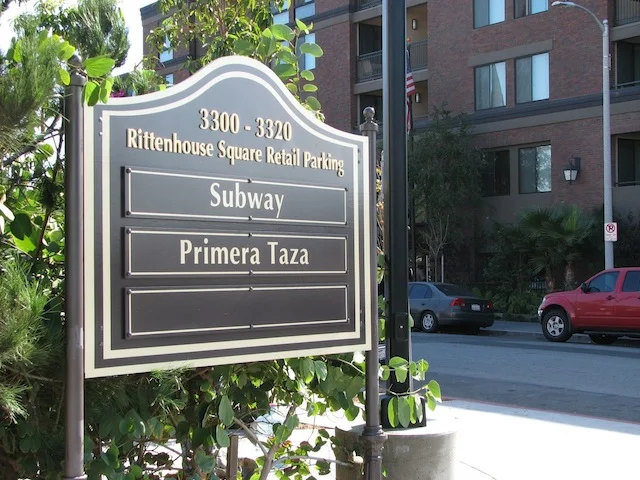 3300 - 3320
Rittenhouse Square Retail Parking
Subway
Primera Taza